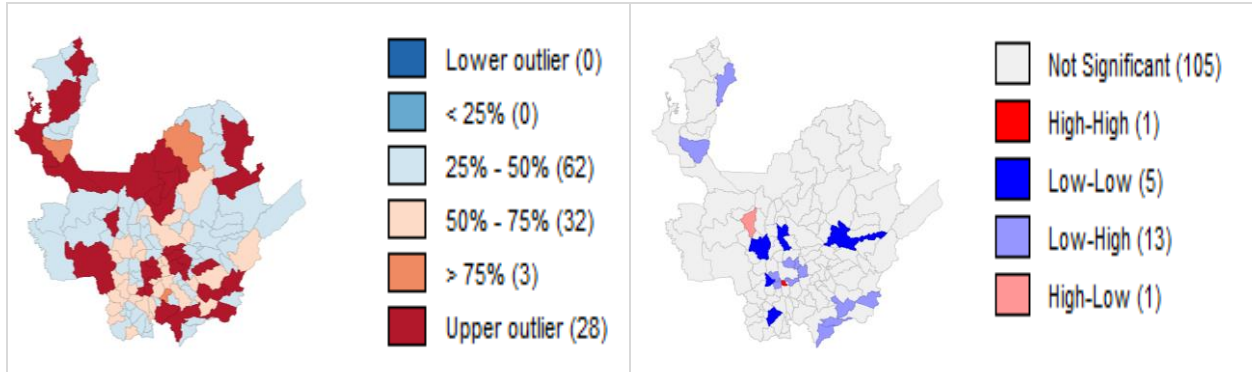 Lower outlier (0)
< 25% (0)
25% - 50% (62)
50% - 75% (32)
> 75% (3)
Upper outlier (28)
Not Significant (105)
High-High (1)
Low-Low (5)
Low-High (13)
High-Low (1)